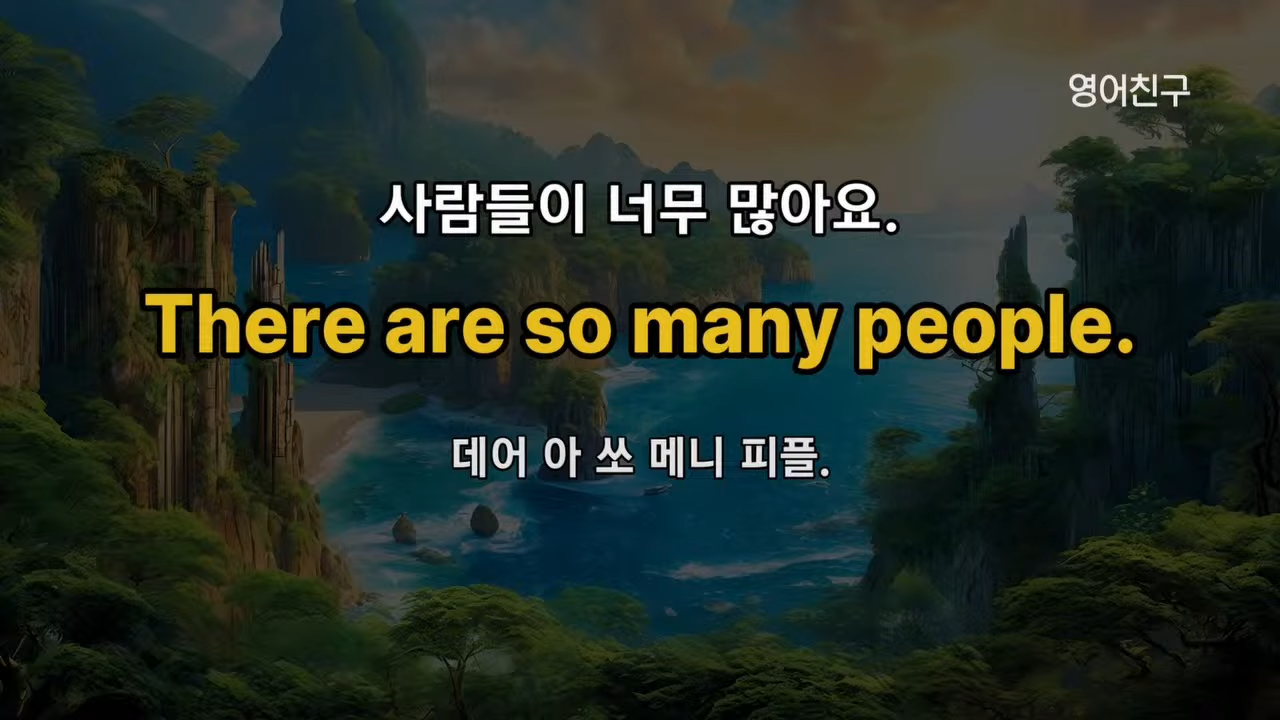 영어친구
사람들이 너무 많아요.
There are so many people.
데어 아 쏘 메니 피플.